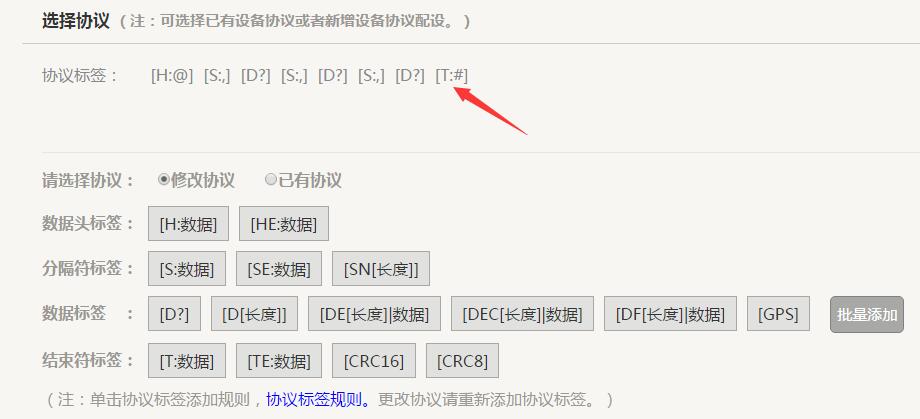 选择协议（注：可选择已有设备协议或者新增设备协议配设。）
协议标签： [H:@] [S:,] [D?] [S:,] [D?] [S:,] [D?] [T:#]
请选择协议： 修改协议 已有协议
数据头标签： [H:数据] [HE:数据]
分隔符标签： [S:数据] [SE:数据] [SN[长度]]
数据标签 ： [D?] [D[长度]] [DE[长度]|数据] [DEC[长度]|数据] [DF[长度]|数据] [GPS] 批量添加
结束符标签： [T:数据] [TE:数据] [CRC16] [CRC8]
（注：单击协议标签添加规则，协议标签规则。更改协议请重新添加协议标签。）